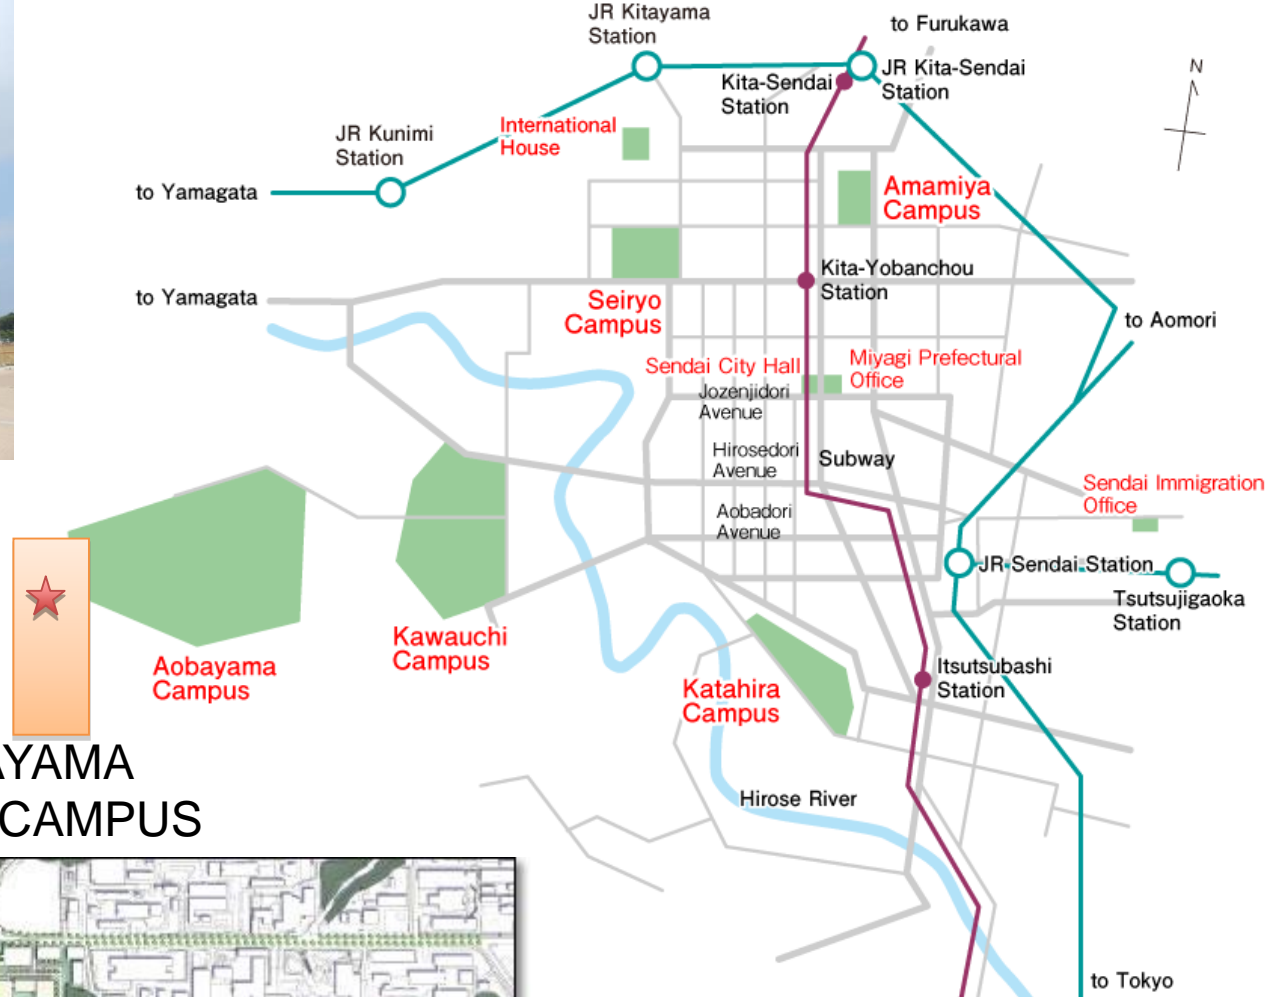 JR Kitayama
Station
to Furukawa
N
Kita-Sendai
Station
JR Kita-Sendai
Station
International
House
JR Kunimi
Station
to Yamagata
Amamiya
Campus
Kita-Yobanchou
Station
to Yamagata
Seiryo
Campus
to Aomori
Sendai City Hall
Miyagi Prefectural
Office
Jozenjidori
Avenue
Hirosedori
Avenue
Subway
Sendai Immigration
Office
Aobadori
Avenue
JR Sendai Station
Tsutsujigaoka
Station
Kawauchi
Campus
Aobayama
Campus
Itsutsubashi
Station
Katahira
Campus
AYAMA
CAMPUS
Hirose River
to Tokyo